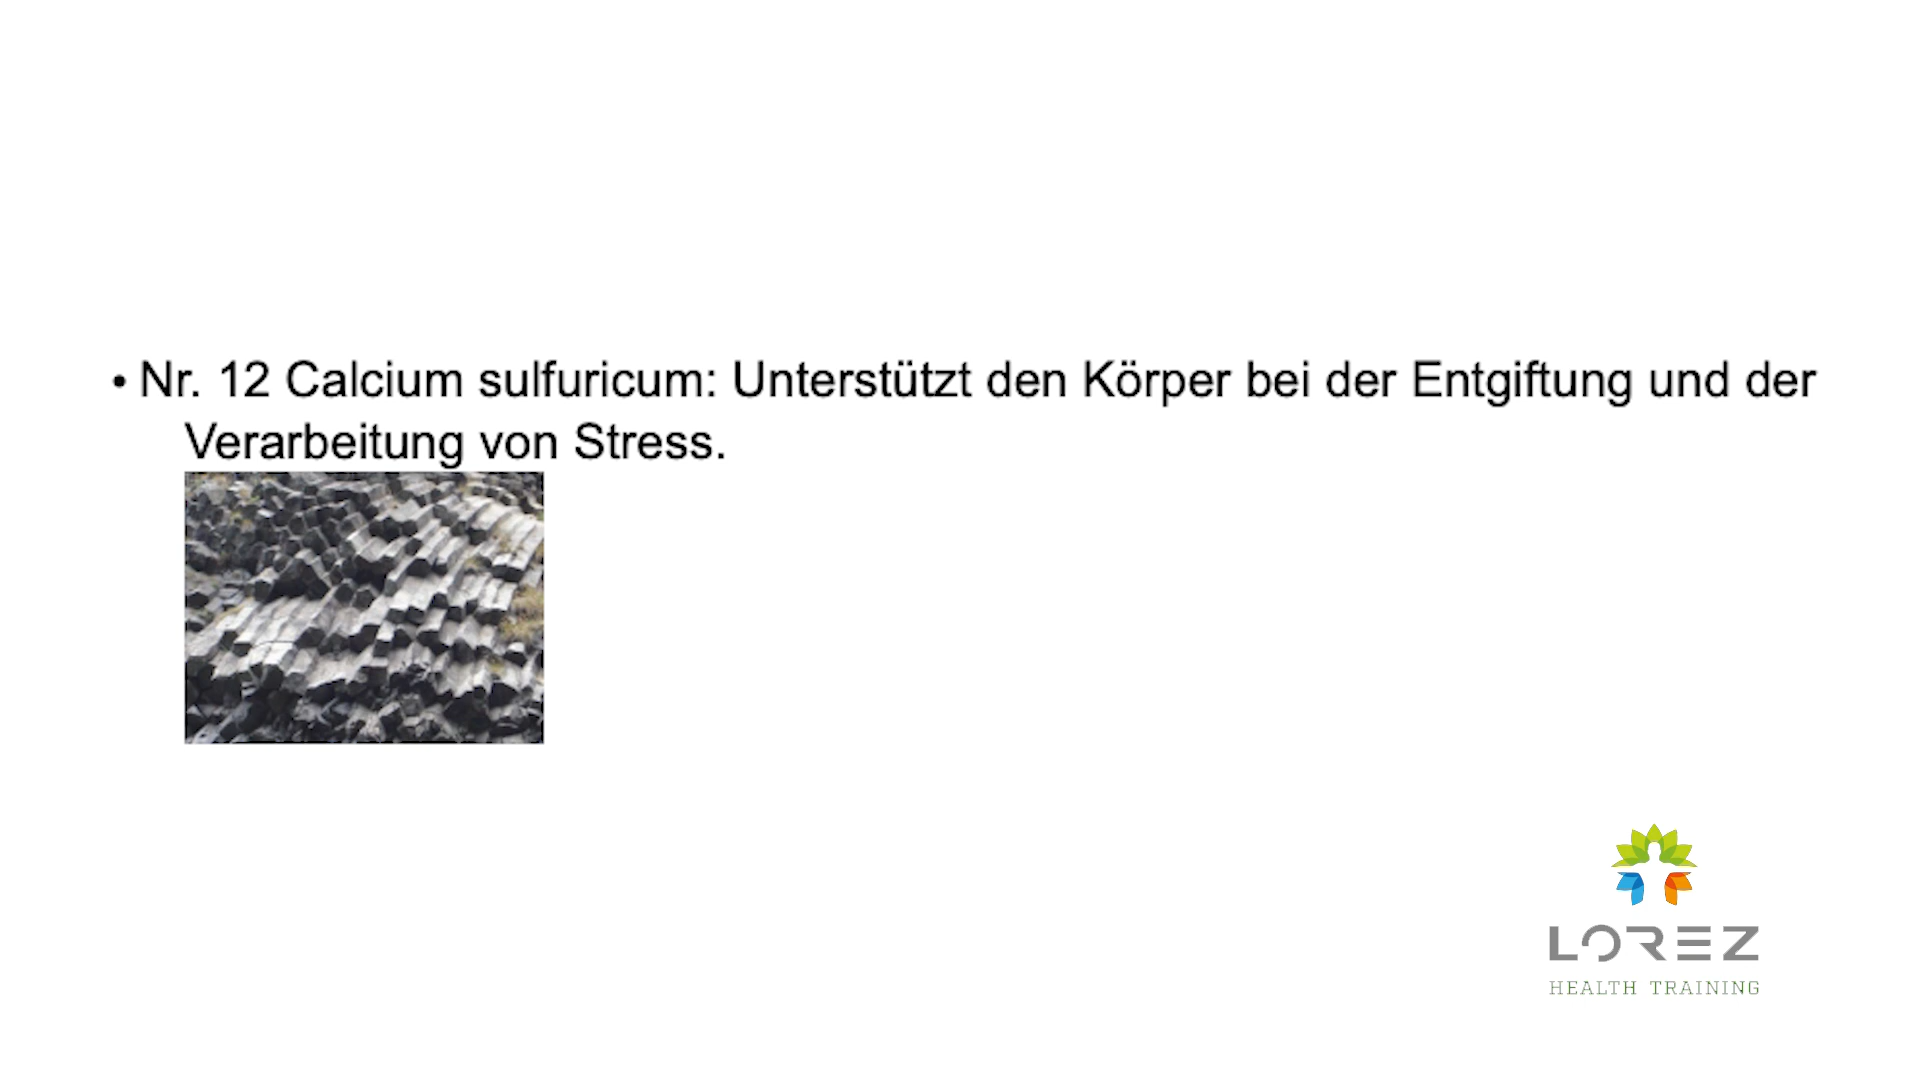 • Nr. 12 Calcium sulfuricum: Unterstützt den Körper bei der Entgiftung und der
Verarbeitung von Stress.
LOREZ
HEALTH TRAINING